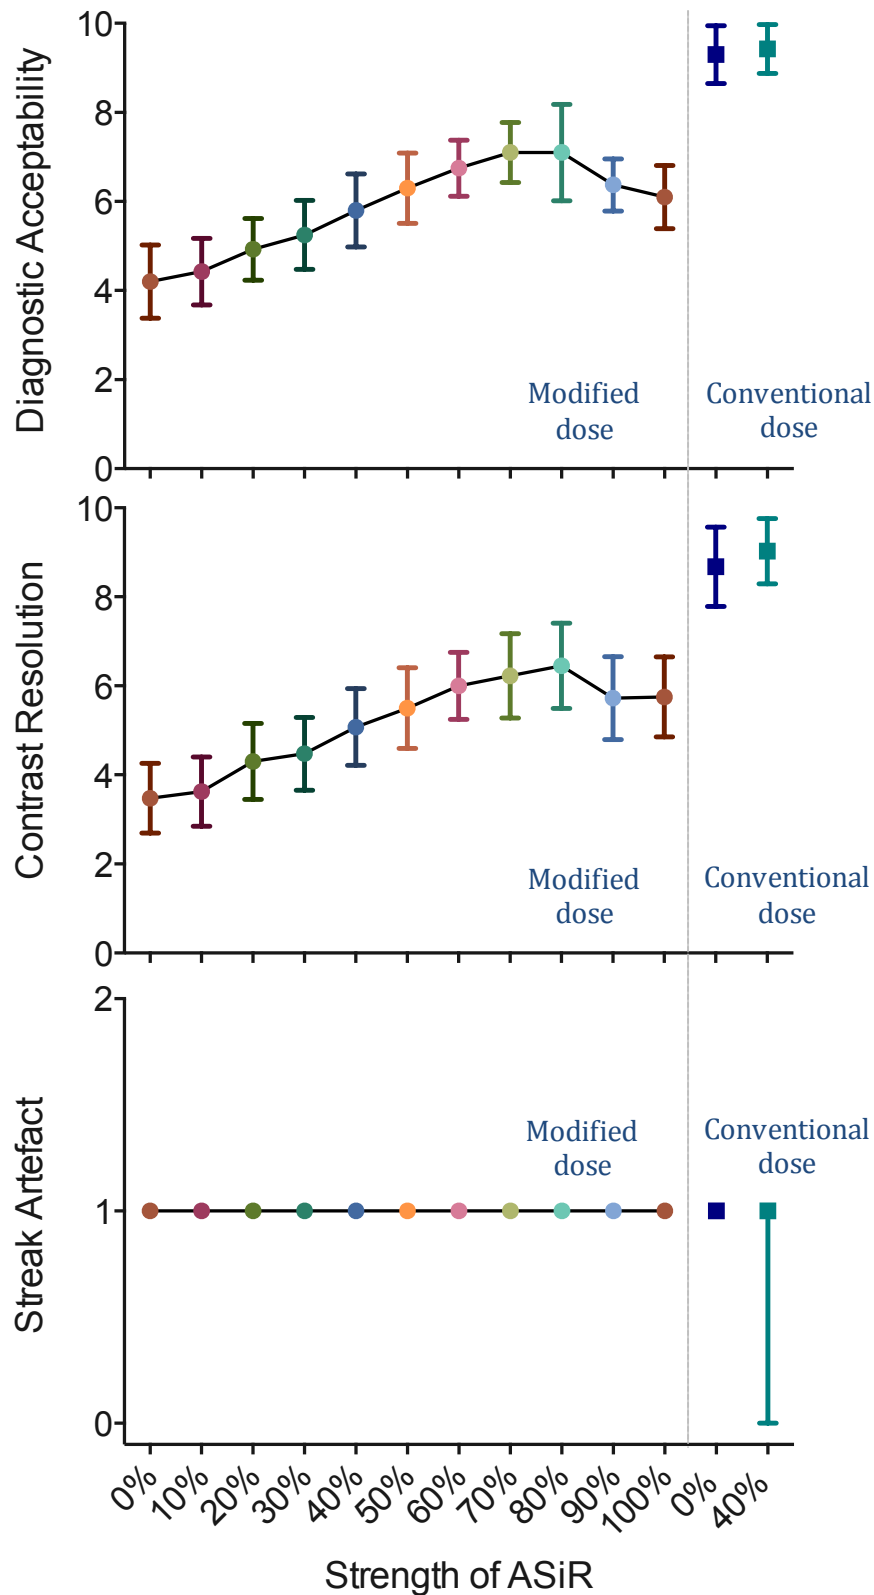 Diagnostic Acceptability
10
8
6
4
2
0
Modified
dose
Conventional
dose
Contrast Resolution
10
8
6
4
2
0
Modified
dose
Conventional
dose
Streak Artefact
2
1
0
Modified
dose
Conventional
dose
0% 10% 20% 30% 40% 50% 60% 70% 80% 90% 100% 0% 40%
Strength of ASiR